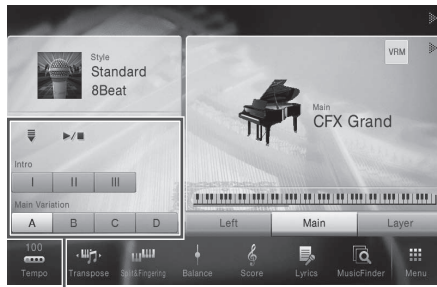 Style
Standard
8Beat
VRM
Main
CFX Grand
Intro
I II III
Main Variation
A B C D
Left Main Layer
100
Tempo Transpose Split&Fingering Balance Score Lyrics MusicFinder Menu